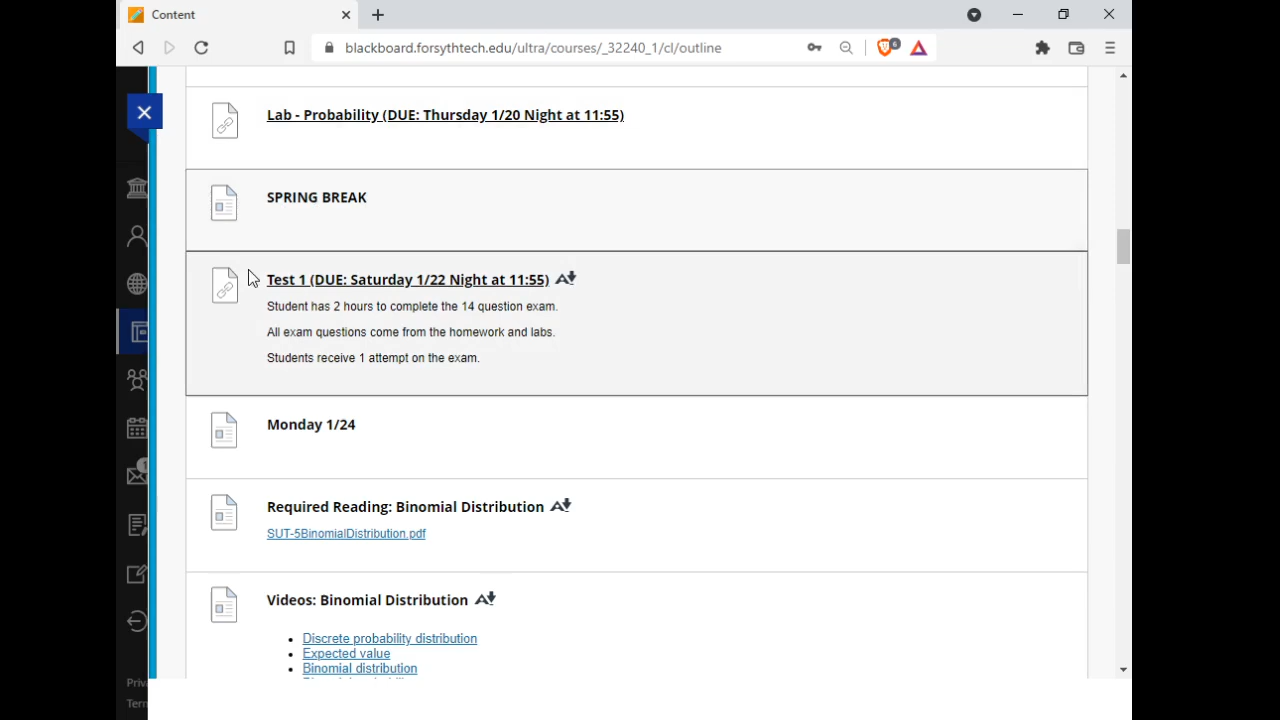 Content
blackboard.forsythtech.edu/ultra/courses/_32240_1/cl/outline
6
Lab - Probability (DUE: Thursday 1/20 Night at 11:55)
SPRING BREAK
Test 1 (DUE: Saturday 1/22 Night at 11:55)
Student has 2 hours to complete the 14 question exam.
All exam questions come from the homework and labs.
Students receive 1 attempt on the exam.
Monday 1/24
1
Required Reading: Binomial Distribution
SUT-5BinomialDistribution.pdf
Videos: Binomial Distribution
Discrete probability distribution
Expected value
Binomial distribution
Priv
Term